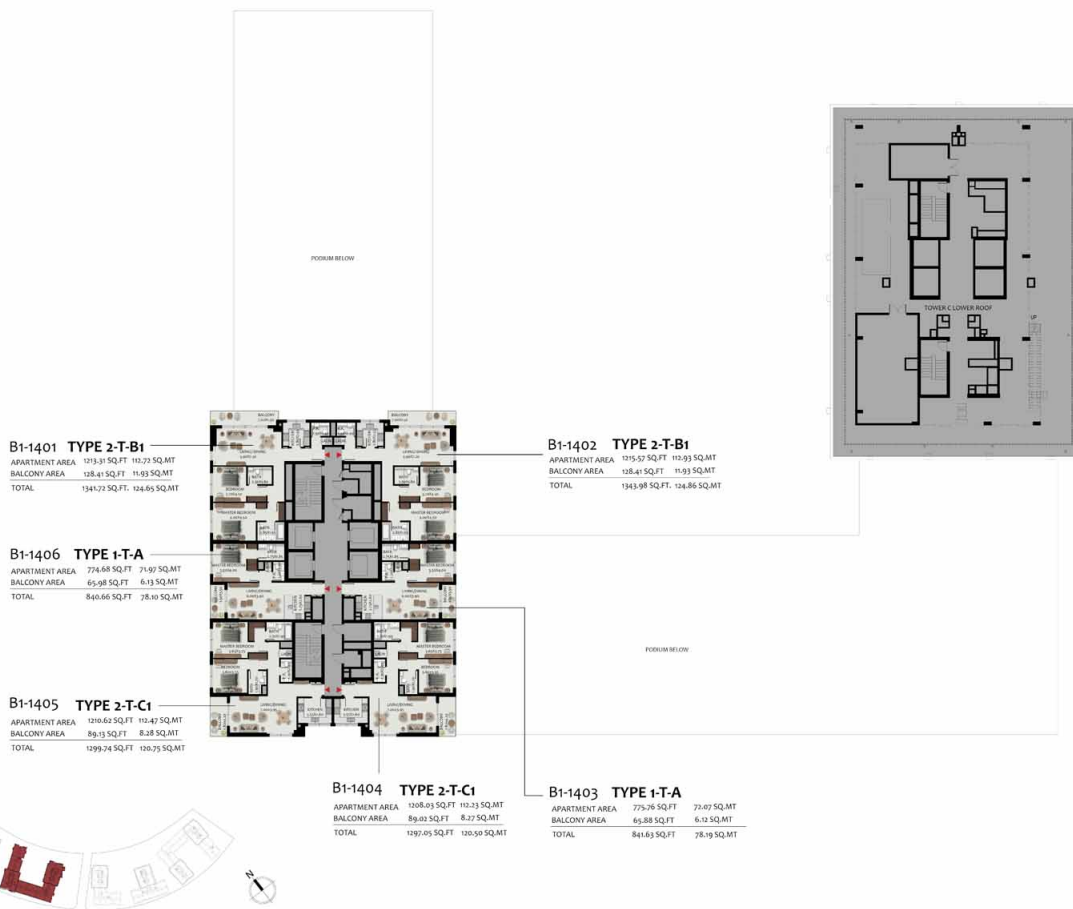 PODIUM BELOW
TOWER C LOWER ROOF
UP
B1-1401 TYPE 2-T-B1
APARTMENT AREA 1213.31 SQ.FT 112.72 SQ.MT
BALCONY AREA 128.41 SQ.FT 11.93 SQ.MT
TOTAL 1341.72 SQ.FT. 124.65 SQ.MT
B1-1402 TYPE 2-T-B1
APARTMENT AREA 1215.57 SQ.FT 112.93 SQ.MT
BALCONY AREA 128.41 SQ.FT 11.93 SQ.MT
TOTAL 1343.98 SQ.FT. 124.86 SQ.MT
B1-1406 TYPE 1-T-A
APARTMENT AREA 774.68 SQ.FT 71.97 SQ.MT
BALCONY AREA 65.98 SQ.FT 6.13 SQ.MT
TOTAL 840.66 SQ.FT 78.10 SQ.MT
PODIUM BELOW
B1-1405 TYPE 2-T-C1
APARTMENT AREA 1210.62 SQ.FT 112.47 SQ.MT
BALCONY AREA 89.13 SQ.FT 8.28 SQ.MT
TOTAL 1299.74 SQ.FT 120.75 SQ.MT
B1-1404 TYPE 2-T-C1
APARTMENT AREA 1208.03 SQ.FT 112.23 SQ.MT
BALCONY AREA 89.02 SQ.FT 8.27 SQ.MT
TOTAL 1297.05 SQ.FT 120.50 SQ.MT
B1-1403 TYPE 1-T-A
APARTMENT AREA 775.76 SQ.FT 72.07 SQ.MT
BALCONY AREA 65.88 SQ.FT 6.12 SQ.MT
TOTAL 841.63 SQ.FT 78.19 SQ.MT
N